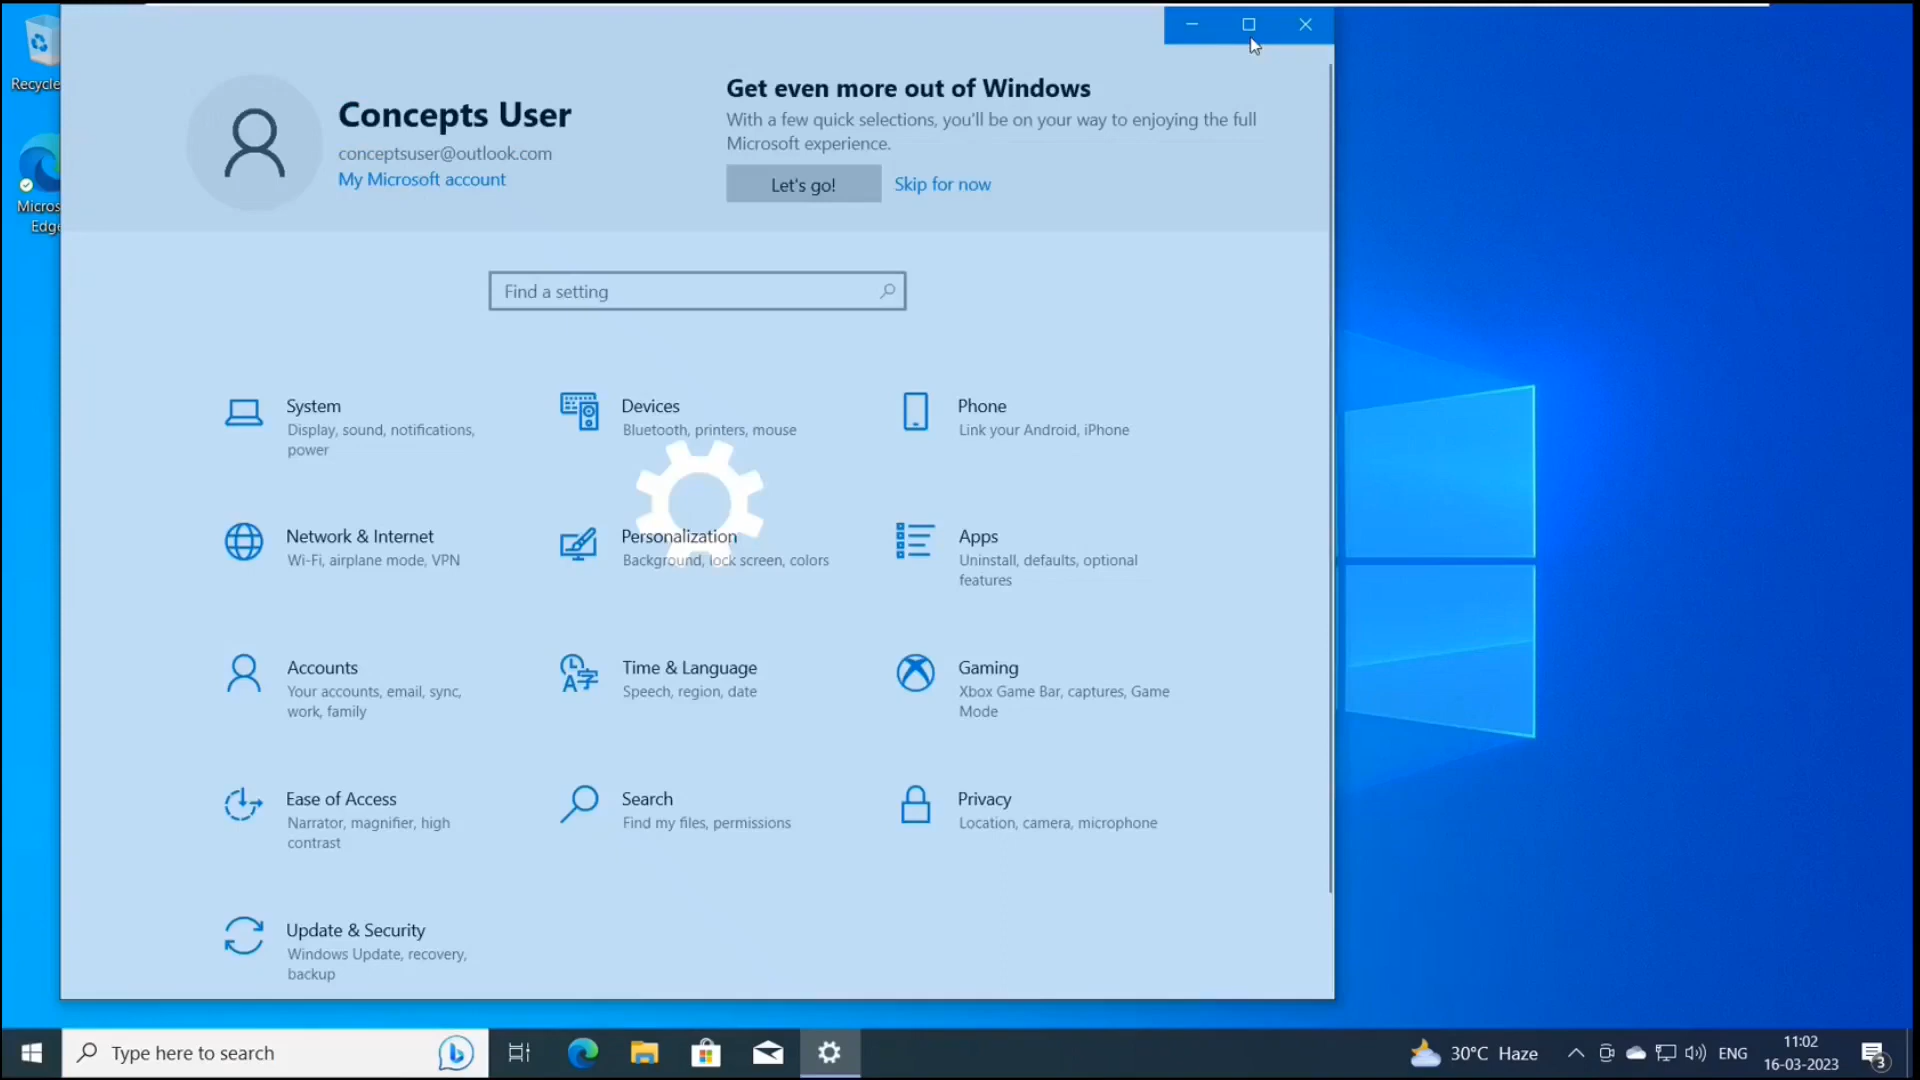 Recycle
Micros
Edge
Concepts User
conceptsuser@outlook.com
My Microsoft account
Get even more out of Windows
With a few quick selections, you'll be on your way to enjoying the full
Microsoft experience.
Let's go!
Skip for now
Find a setting
System
Display, sound, notifications,
power
Devices
Bluetooth, printers, mouse
Phone
Link your Android, iPhone
Network & Internet
Wi-Fi, airplane mode, VPN
Personalization
Background, lock screen, colors
Apps
Uninstall, defaults, optional
features
Accounts
Your accounts, email, sync,
work, family
Time & Language
Speech, region, date
Gaming
Xbox Game Bar, captures, Game
Mode
Ease of Access
Narrator, magnifier, high
contrast
Search
Find my files, permissions
Privacy
Location, camera, microphone
Update & Security
Windows Update, recovery,
backup
Type here to search
30°C Haze
ENG
11:02
16-03-2023
3